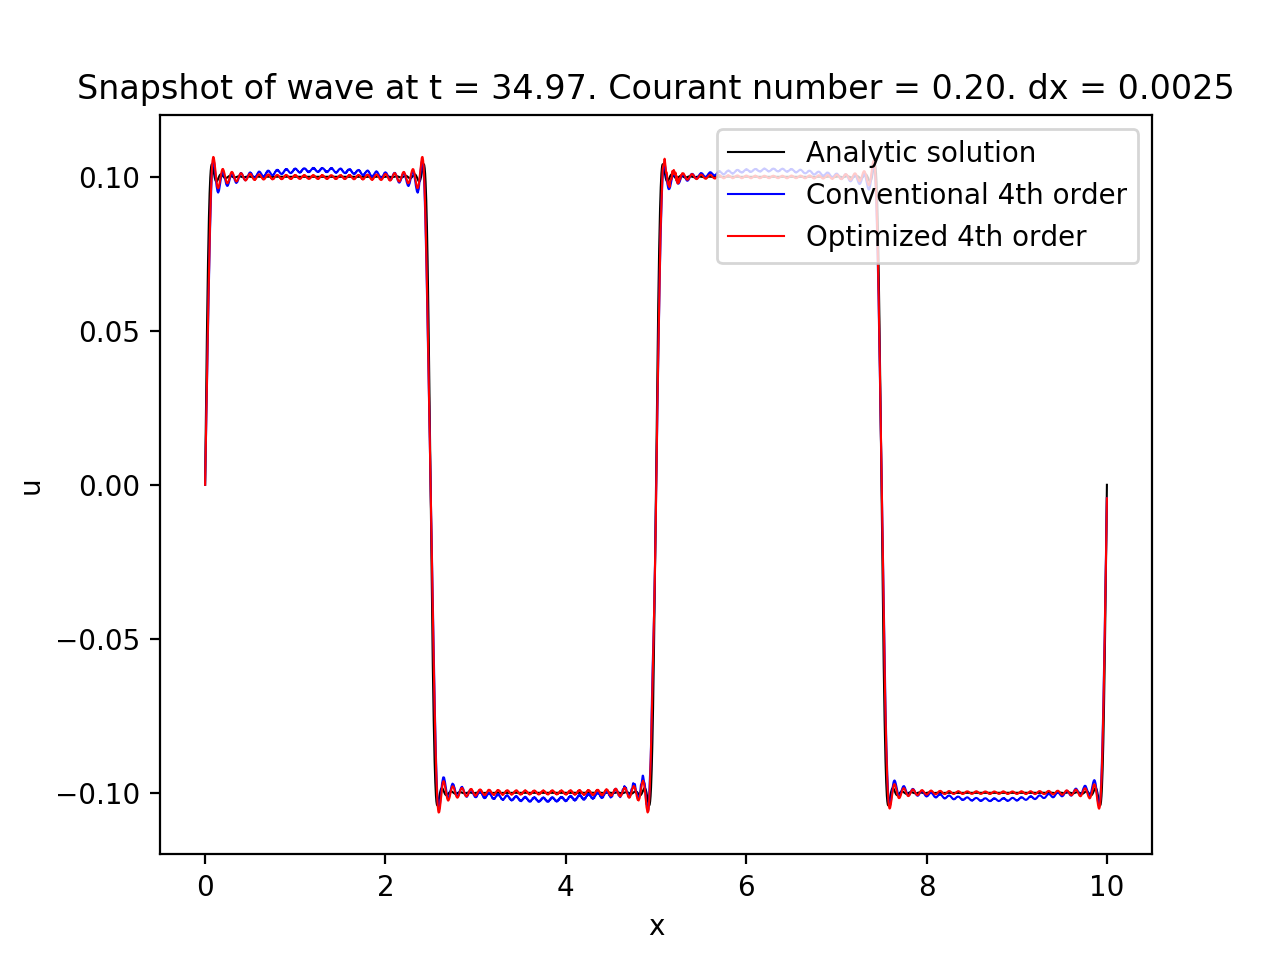 Snapshot of wave at t = 34.97. Courant number = 0.20. dx = 0.0025
Analytic solution
Conventional 4th order
Optimized 4th order
0.10
0.05
0.00
−0.05
−0.10
u
0 2 4 6 8 10
x